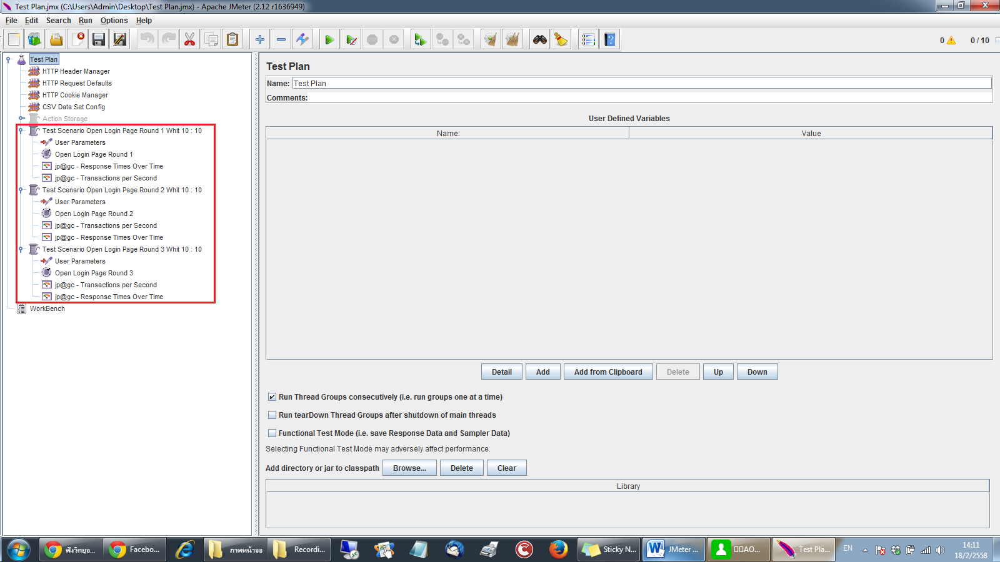 Test Plan.jmx (C:\Users\Admin\Desktop\Test Plan.jmx) - Apache JMeter (2.12 r1636949)
File Edit Search Run Options Help
0 0 / 10
Test Plan
HTTP Header Manager
HTTP Request Defaults
HTTP Cookie Manager
CSV Data Set Config
Action Storage
Test Scenario Open Login Page Round 1 Whit 10 : 10
User Parameters
Open Login Page Round 1
jp@gc - Response Times Over Time
jp@gc - Transactions per Second
Test Scenario Open Login Page Round 2 Whit 10 : 10
User Parameters
Open Login Page Round 2
jp@gc - Transactions per Second
jp@gc - Response Times Over Time
Test Scenario Open Login Page Round 3 Whit 10 : 10
User Parameters
Open Login Page Round 3
jp@gc - Transactions per Second
jp@gc - Response Times Over Time
WorkBench
Test Plan
Name: Test Plan
Comments:
User Defined Variables
Name: Value
Detail Add Add from Clipboard Delete Up Down
Run Thread Groups consecutively (i.e. run groups one at a time)
Run tearDown Thread Groups after shutdown of main threads
Functional Test Mode (i.e. save Response Data and Sampler Data)
Selecting Functional Test Mode may adversely affect performance.
Add directory or jar to classpath Browse... Delete Clear
Library
ฟังวิทยุออ... Facebo... ภาพหน้าจอ Recordi... Sticky N... JMeter ... AO... Test Pla... EN 14:11
18/2/2558